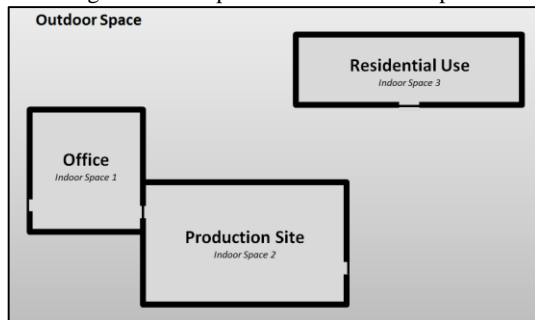 Outdoor Space
Residential Use
Indoor Space 3
Office
Indoor Space 1
Production Site
Indoor Space 2